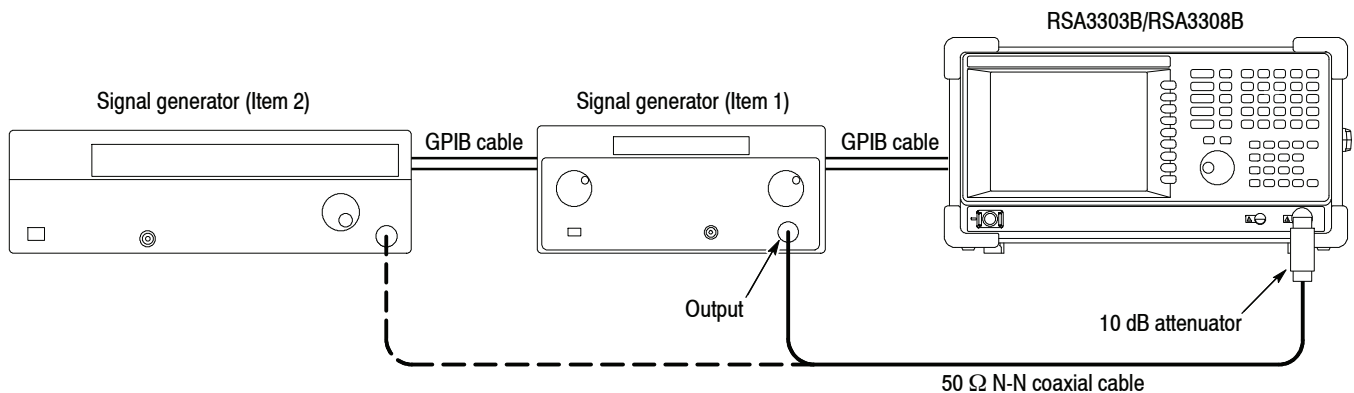 RSA3303B/RSA3308B
Signal generator (Item 2)
Signal generator (Item 1)
GPIB cable
GPIB cable
Output
10 dB attenuator
50 Ω N-N coaxial cable